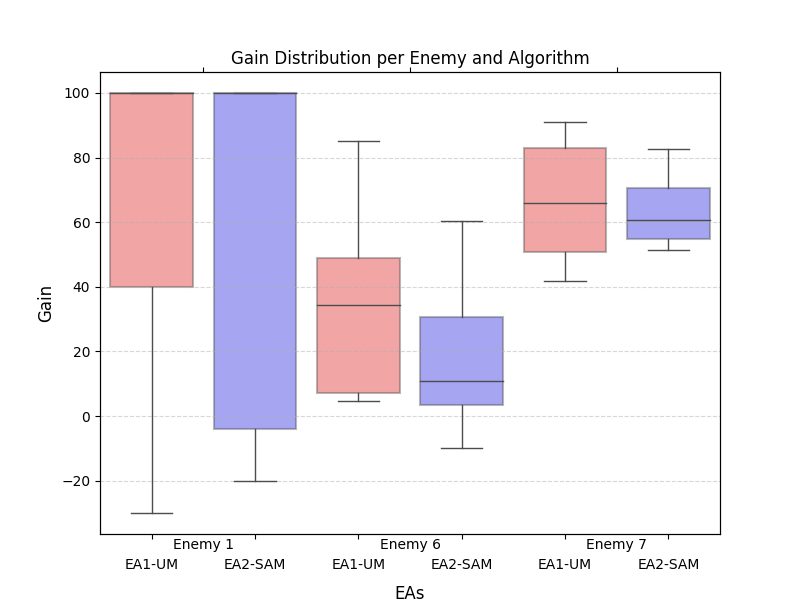 Gain Distribution per Enemy and Algorithm
100
80
60
40
20
0
−20
Gain
Enemy 1 Enemy 6 Enemy 7
EA1-UM EA2-SAM EA1-UM EA2-SAM EA1-UM EA2-SAM
EAs